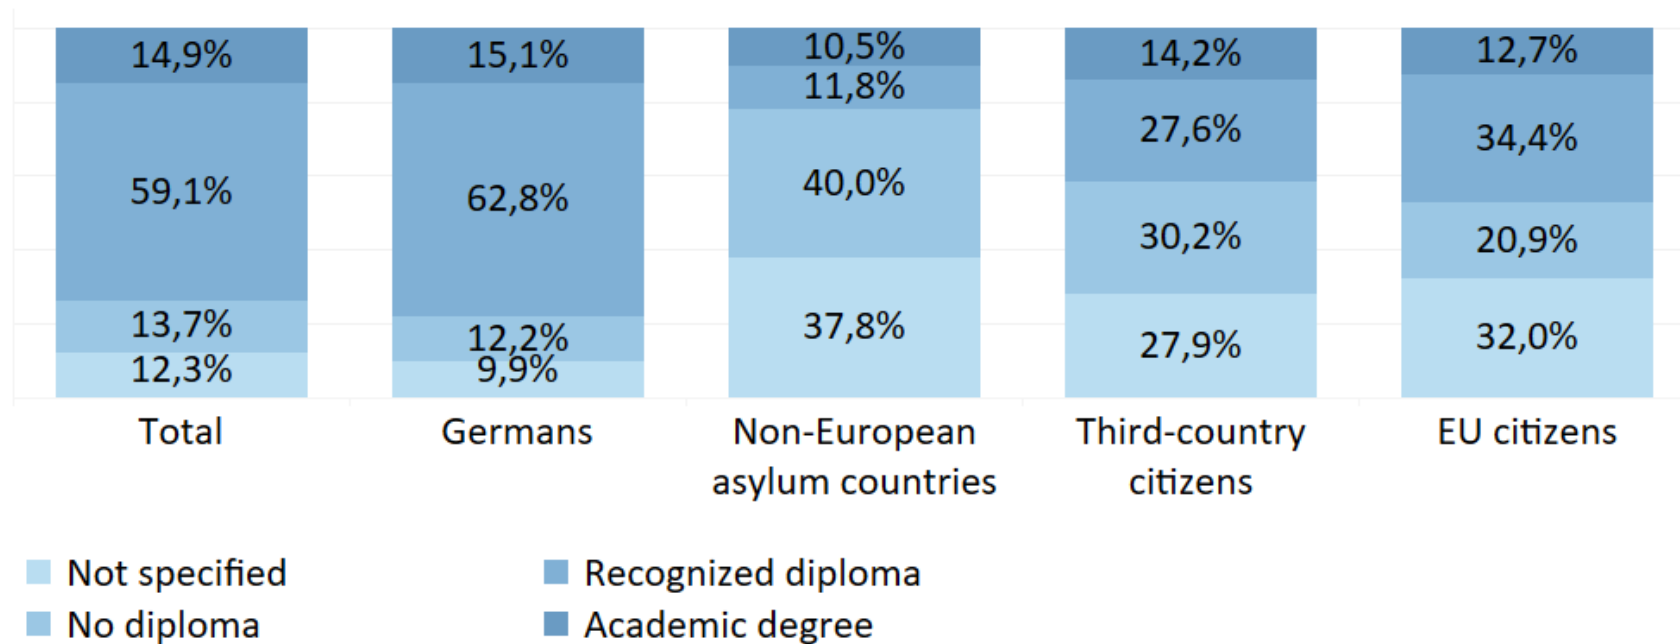 14,9%
15,1%
10,5%
14,2%
12,7%
11,8%
59,1%
62,8%
40,0%
27,6%
34,4%
30,2%
20,9%
13,7%
12,2%
37,8%
27,9%
32,0%
12,3%
9,9%
Total
Germans
Non-European
asylum countries
Third-country
citizens
EU citizens
Not specified
No diploma
Recognized diploma
Academic degree